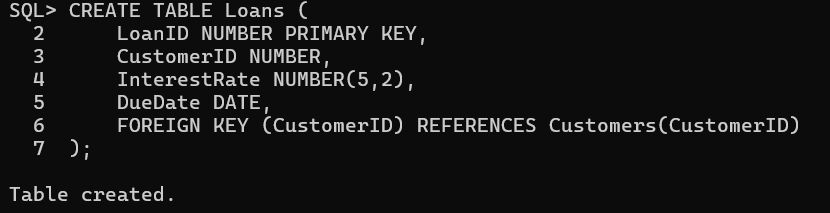 SQL> CREATE TABLE Loans (
  2      LoanID NUMBER PRIMARY KEY,
  3      CustomerID NUMBER,
  4      InterestRate NUMBER(5,2),
  5      DueDate DATE,
  6      FOREIGN KEY (CustomerID) REFERENCES Customers(CustomerID)
  7  );
Table created.